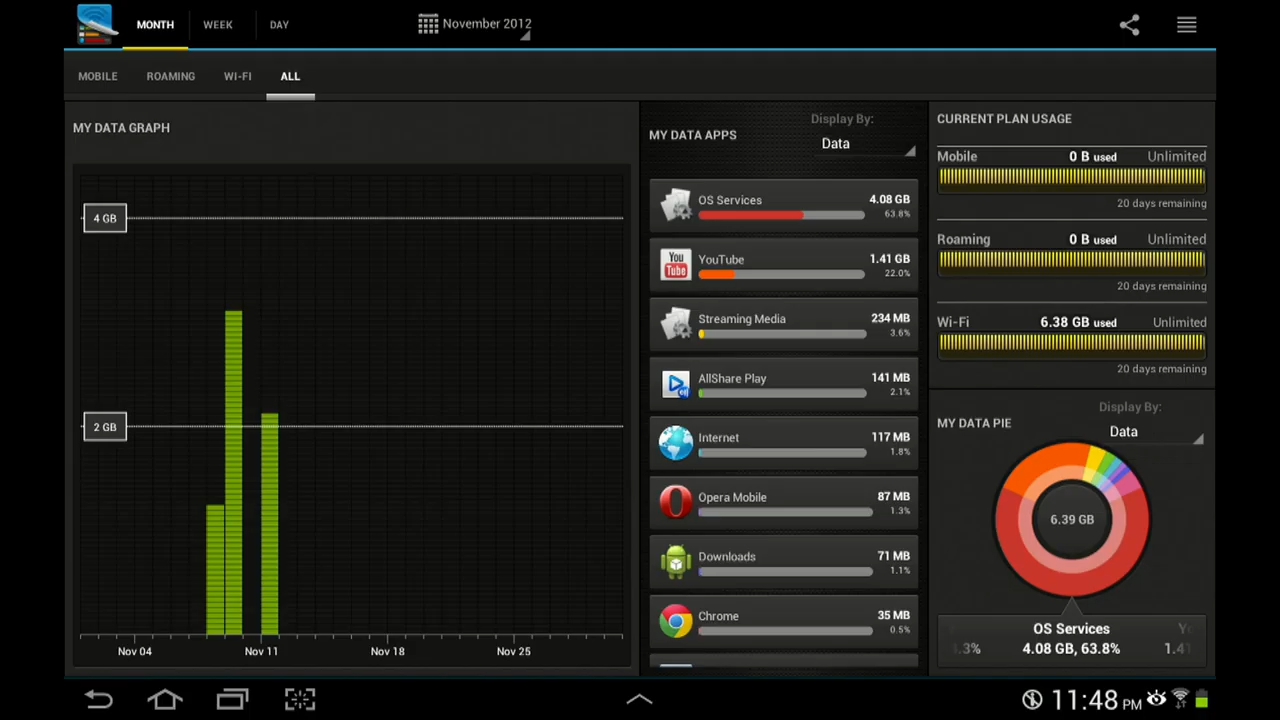 MONTH
WEEK
DAY
November 2012
MOBILE
ROAMING
WI-FI
ALL
MY DATA GRAPH
4 GB
2 GB
Nov 04
Nov 11
Nov 18
Nov 25
MY DATA APPS
Display By:
Data
OS Services
4.08 GB
63.8%
You
Tube
YouTube
1.41 GB
22.0%
Streaming Media
234 MB
3.6%
AllShare Play
141 MB
2.1%
Internet
117 MB
1.8%
Opera Mobile
87 MB
1.3%
Downloads
71 MB
1.1%
Chrome
35 MB
0.5%
CURRENT PLAN USAGE
Mobile
0 B used
Unlimited
20 days remaining
Roaming
0 B used
Unlimited
20 days remaining
Wi-Fi
6.38 GB used
Unlimited
20 days remaining
MY DATA PIE
Display By:
Data
6.39 GB
OS Services
.3%
4.08 GB, 63.8%
1.41
11:48 PM